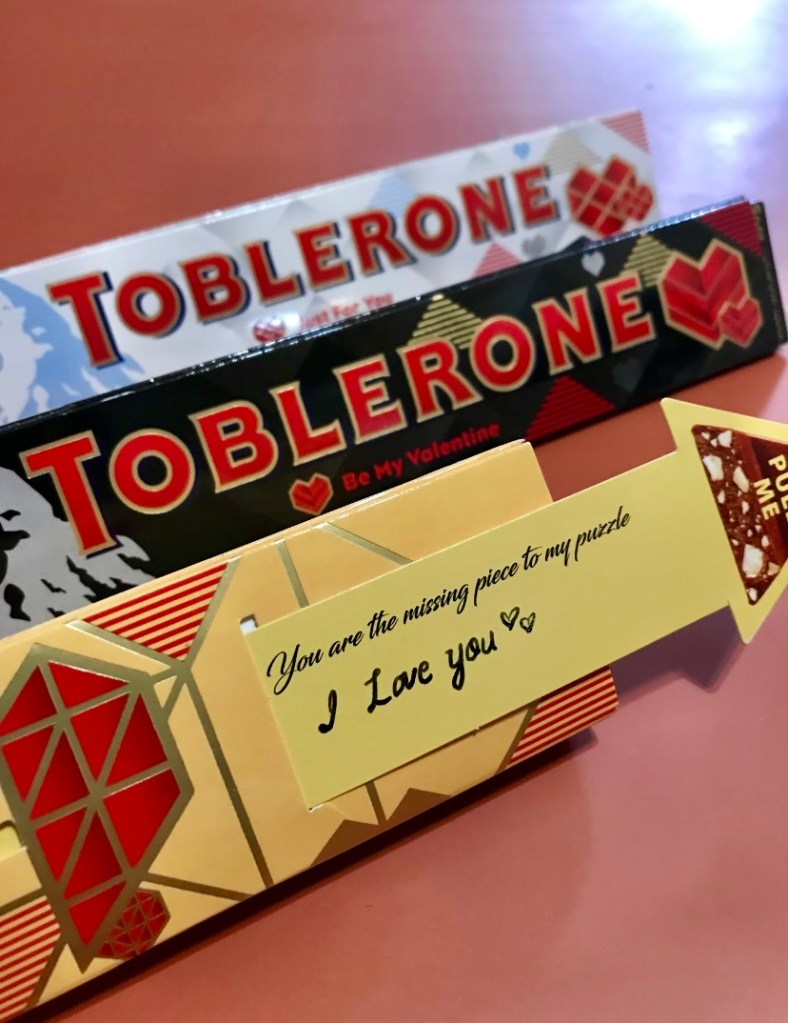 TOBLERONE
Just For You
TOBLERONE
Be My Valentine
PULL
ME
You are the missing piece to my puzzle
I Love you